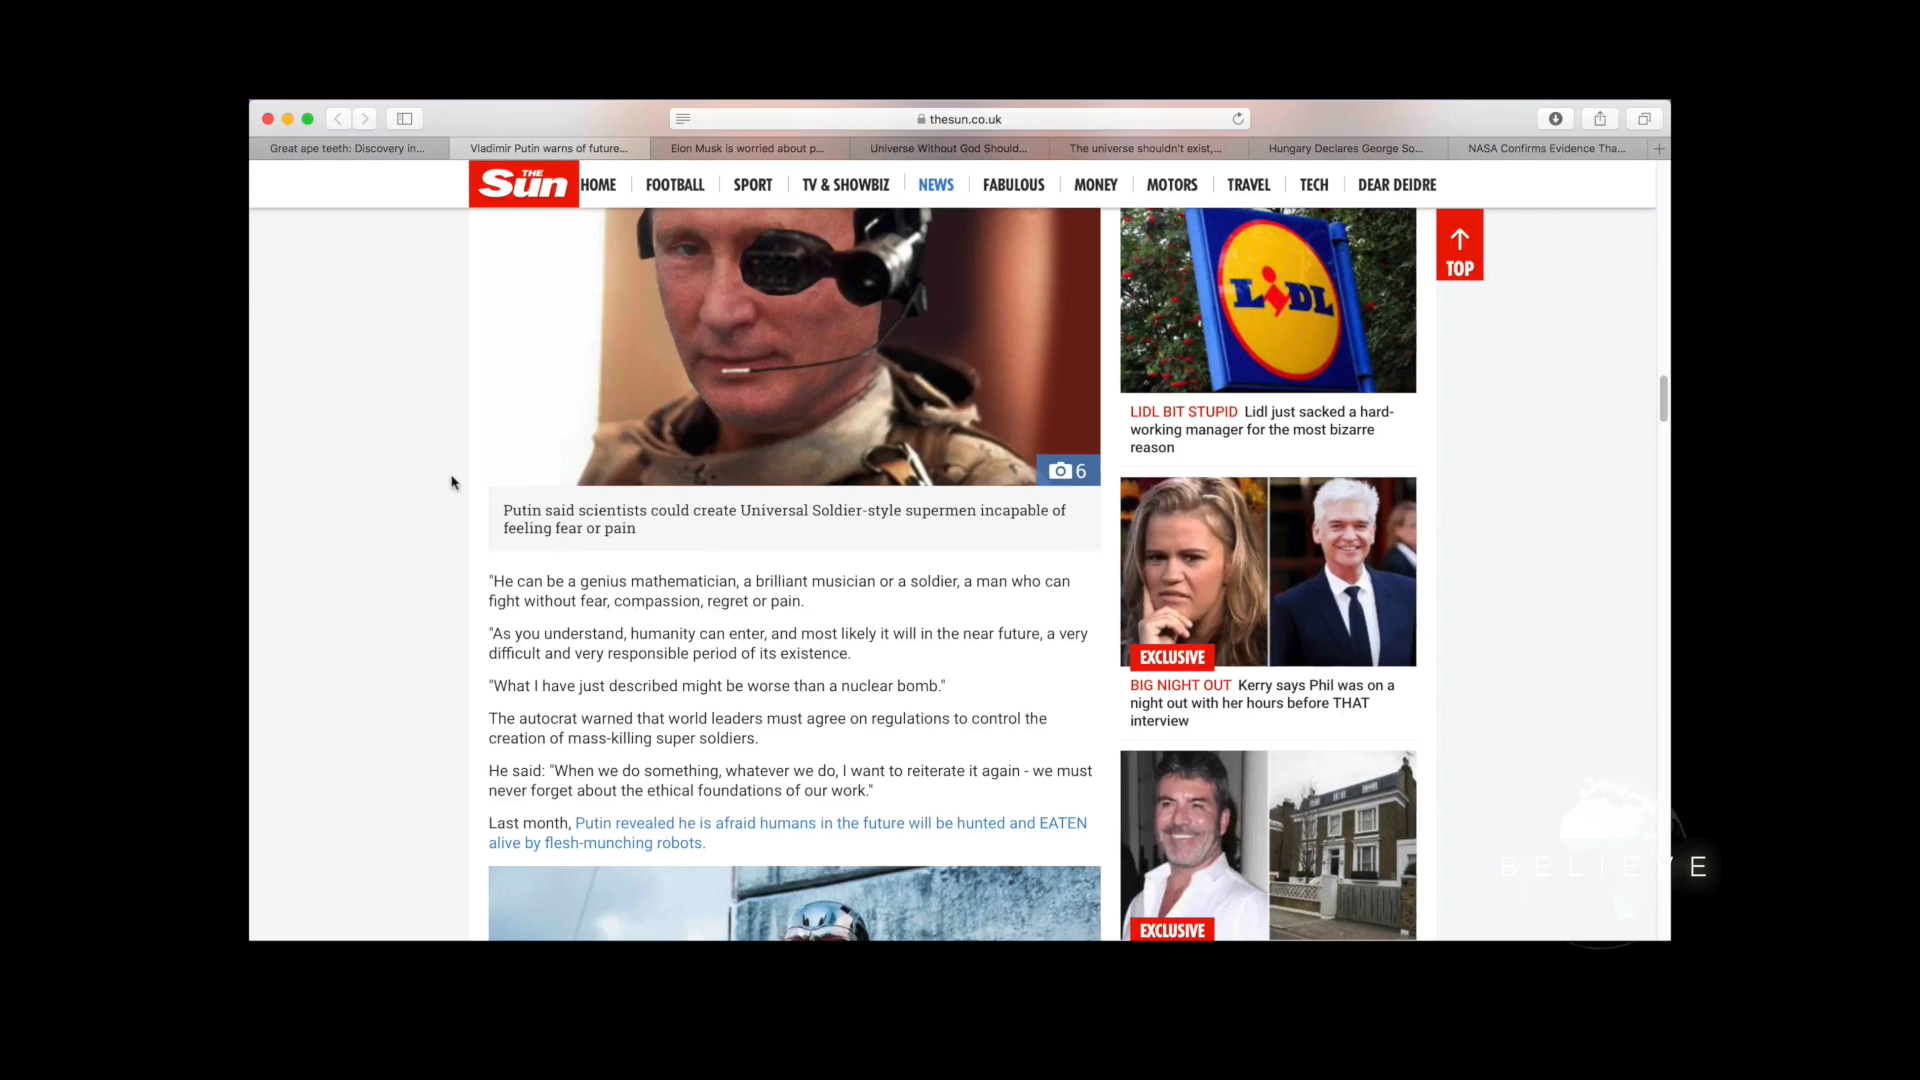 thesun.co.uk
Great ape teeth: Discovery in...
Vladimir Putin warns of future...
Elon Musk is worried about p...
Universe Without God Should...
The universe shouldn't exist,...
Hungary Declares George So...
NASA Confirms Evidence Tha...
THE Sun
HOME
FOOTBALL
SPORT
TV & SHOWBIZ
NEWS
FABULOUS
MONEY
MOTORS
TRAVEL
TECH
DEAR DEIDRE
6
Putin said scientists could create Universal Soldier-style supermen incapable of
feeling fear or pain
"He can be a genius mathematician, a brilliant musician or a soldier, a man who can
fight without fear, compassion, regret or pain.
"As you understand, humanity can enter, and most likely it will in the near future, a very
difficult and very responsible period of its existence.
"What I have just described might be worse than a nuclear bomb."
The autocrat warned that world leaders must agree on regulations to control the
creation of mass-killing super soldiers.
He said: "When we do something, whatever we do, I want to reiterate it again - we must
never forget about the ethical foundations of our work."
Last month, Putin revealed he is afraid humans in the future will be hunted and EATEN
alive by flesh-munching robots.
LIDL
LIDL BIT STUPID Lidl just sacked a hard-
working manager for the most bizarre
reason
EXCLUSIVE
BIG NIGHT OUT Kerry says Phil was on a
night out with her hours before THAT
interview
EXCLUSIVE
TOP
BELIEVE